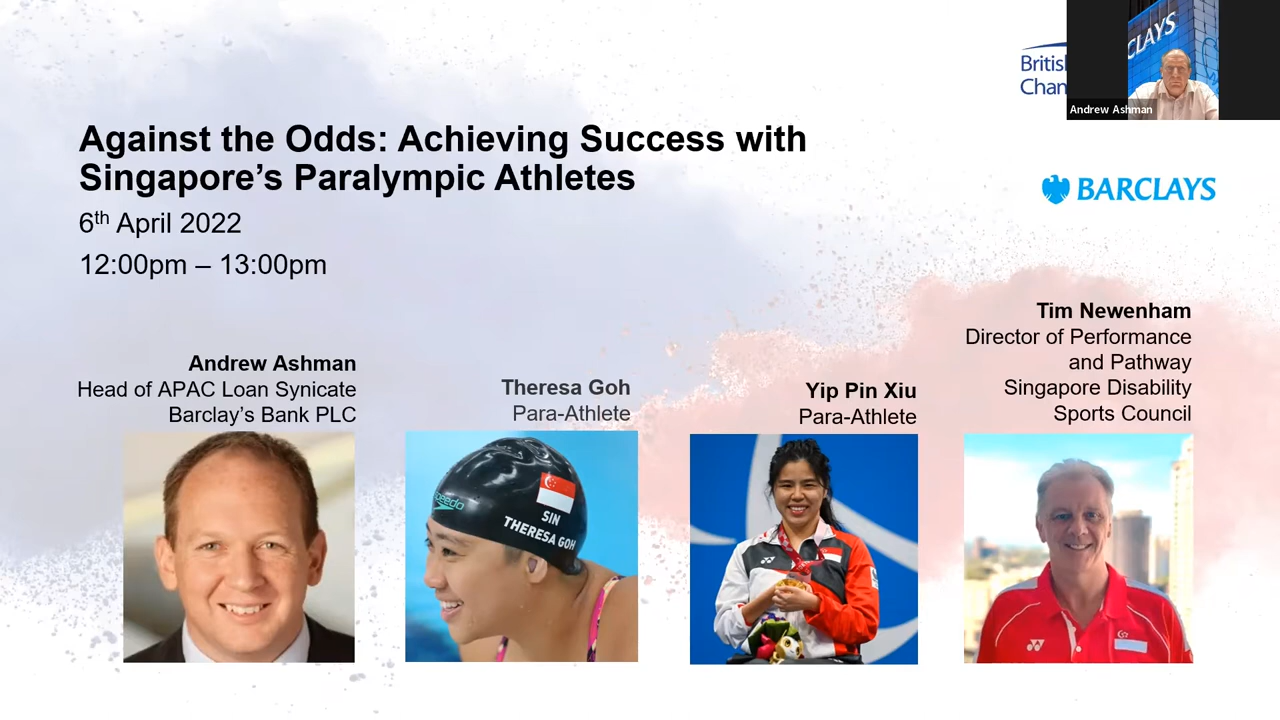 Against the Odds: Achieving Success with
Singapore's Paralympic Athletes
6th April 2022
12:00pm – 13:00pm
CLAYS
Andrew Ashman
BARCLAYS
Andrew Ashman
Head of APAC Loan Synicate
Barclay's Bank PLC
Theresa Goh
Para-Athlete
Yip Pin Xiu
Para-Athlete
Tim Newenham
Director of Performance
and Pathway
Singapore Disability
Sports Council
speedo
SIN
THERESA GOH